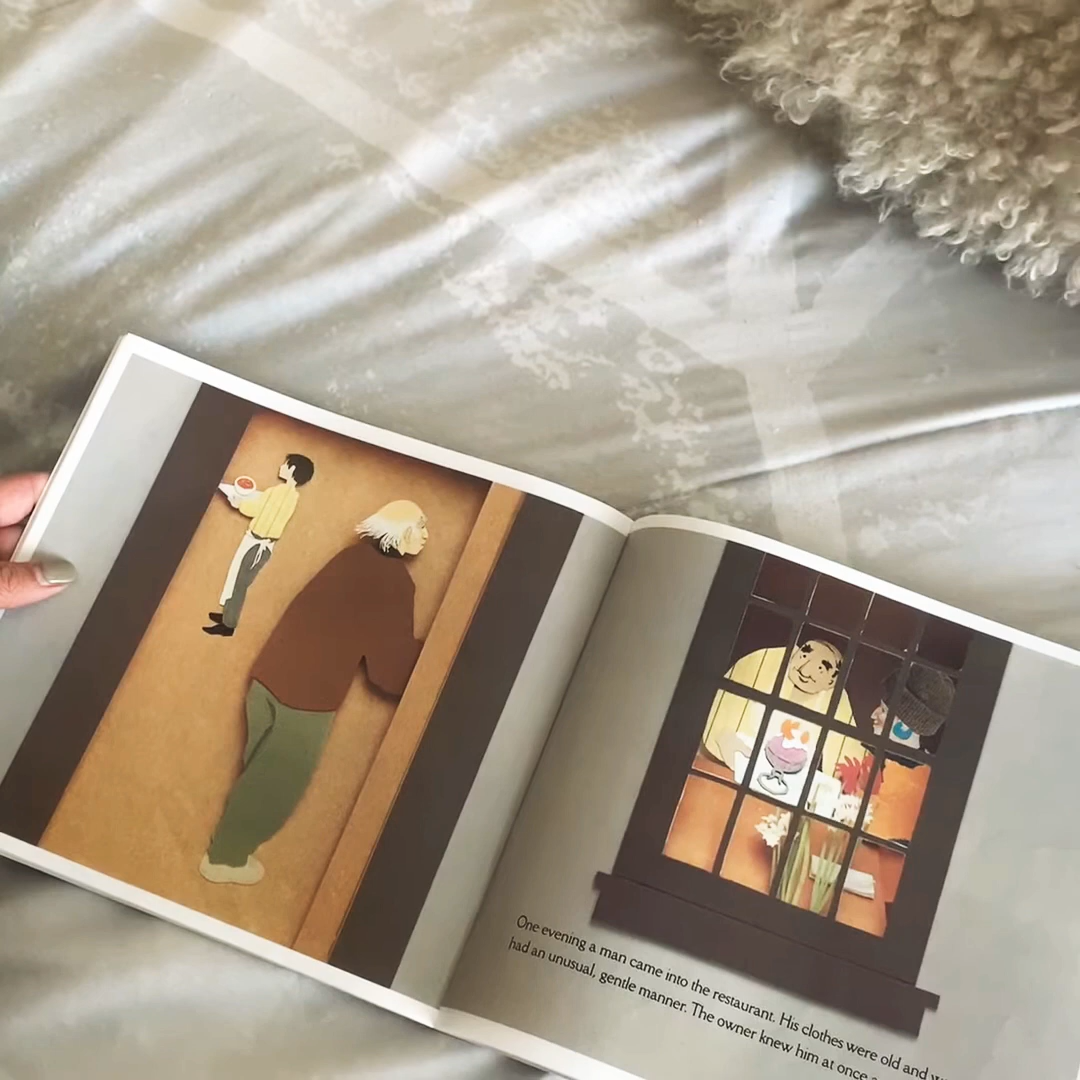 One evening a man came into the restaurant. His clothes were old and
had an unusual, gentle manner. The owner knew him at once